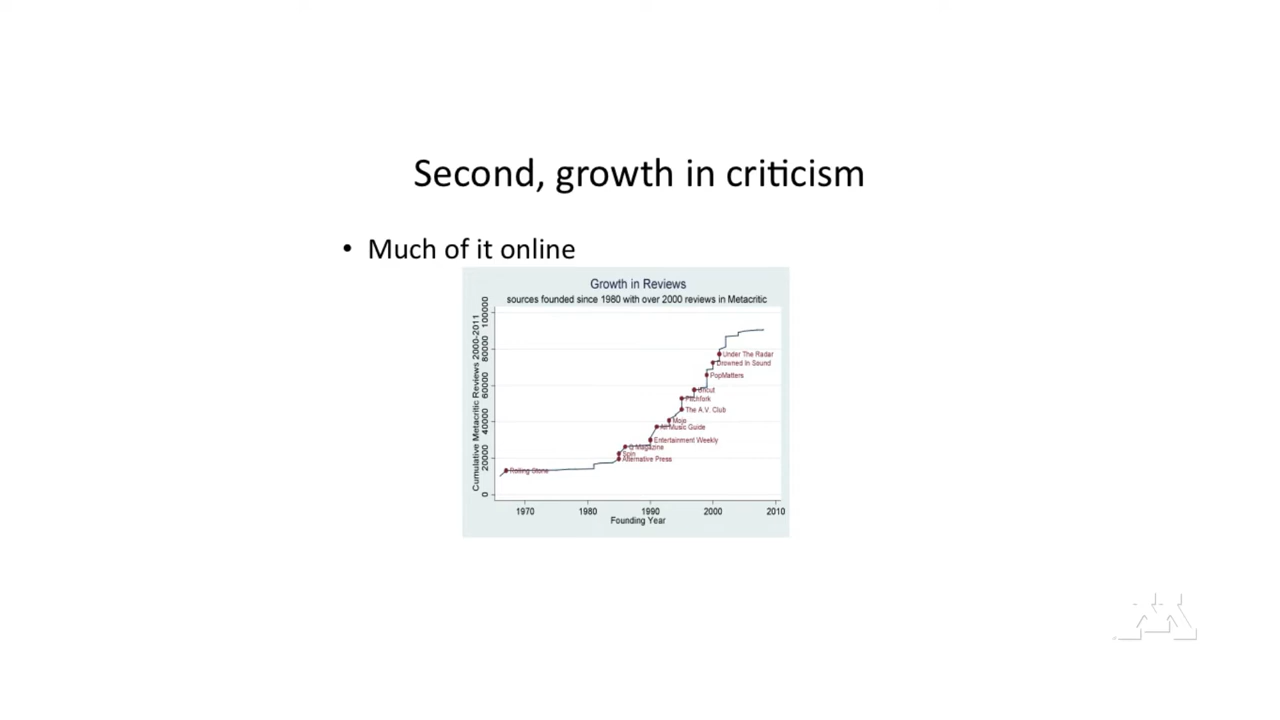 Second, growth in criticism
• Much of it online
Growth in Reviews
sources founded since 1980 with over 2000 reviews in Metacritic
Cumulative Metacritic Reviews 2000-2011
100000
80000
60000
40000
20000
0
Under The Radar
Drowned In Sound
PopMatters
Uncut
Pitchfork
The A.V. Club
Mojo
All Music Guide
Entertainment Weekly
Q Magazine
Spin
Alternative Press
Rolling Stone
1970 1980 1990 2000 2010
Founding Year